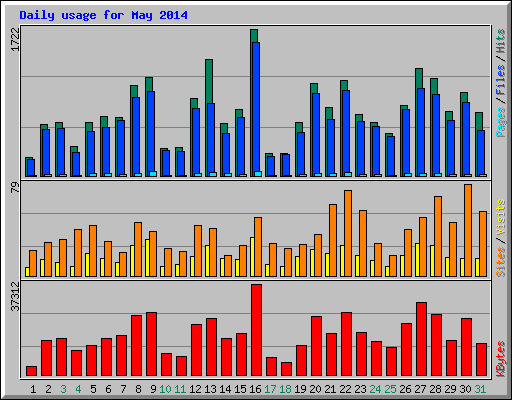 Daily usage for May 2014
1722
Pages / Files / Hits
79
Sites / Visits
37312
KBytes
1 2 3 4 5 6 7 8 9 10 11 12 13 14 15 16 17 18 19 20 21 22 23 24 25 26 27 28 29 30 31